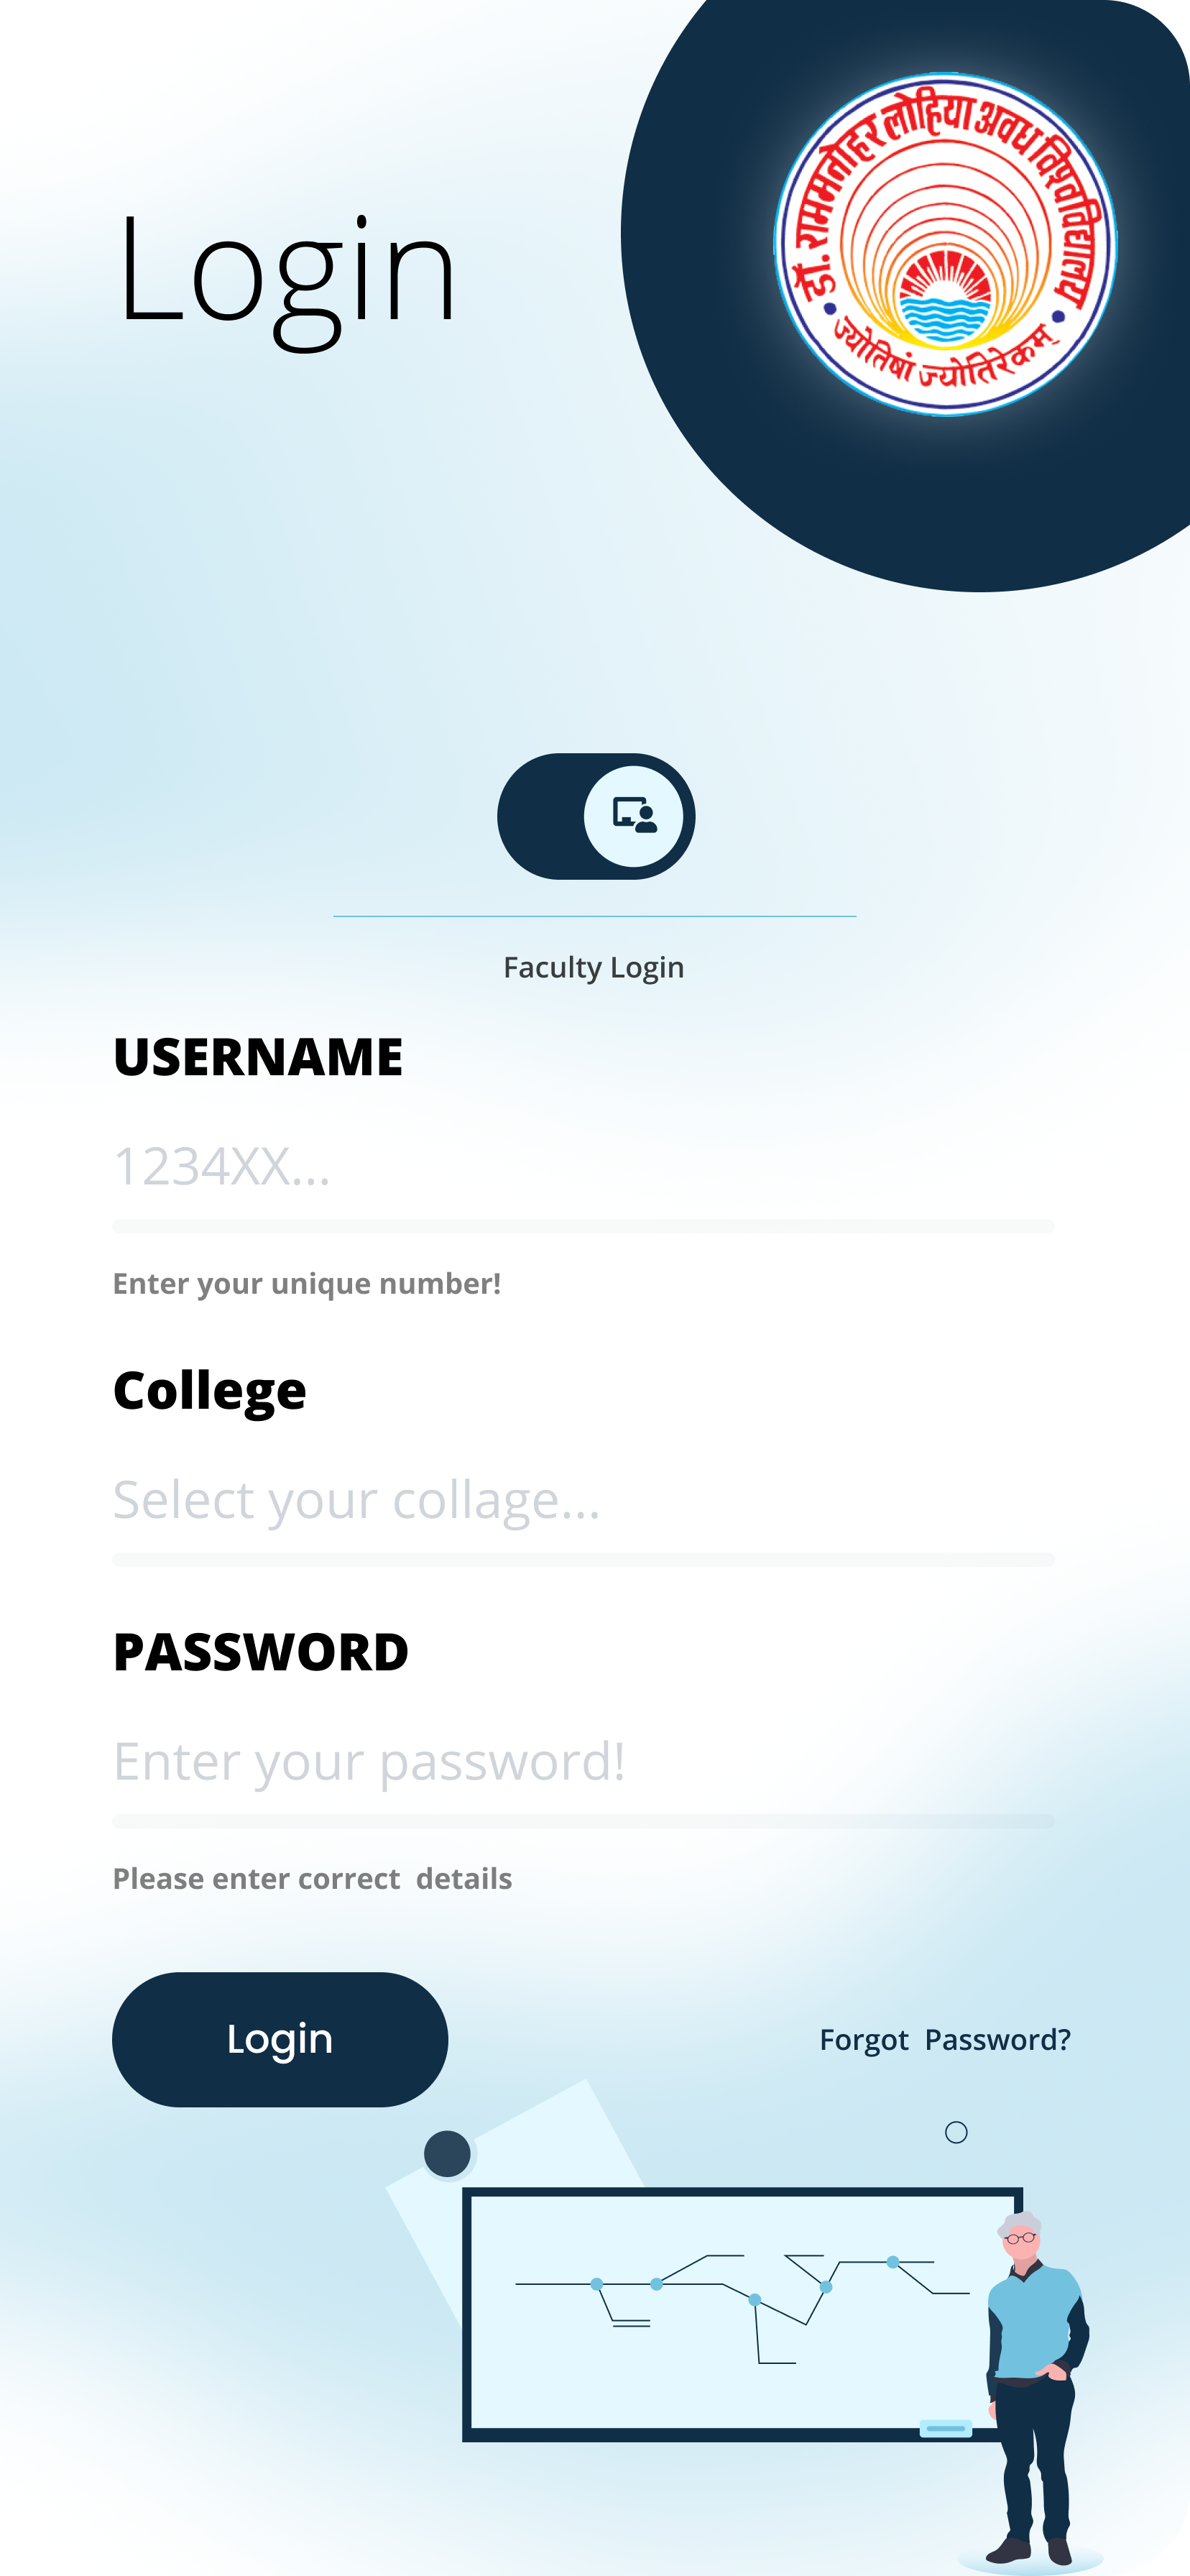 डॉ. राममनोहर लोहिया अवध विश्वविद्यालय
ज्योतिषां ज्योतिरेकम्
Login
Faculty Login
USERNAME
1234XX...
Enter your unique number!
College
Select your collage...
PASSWORD
Enter your password!
Please enter correct  details
Login
Forgot  Password?